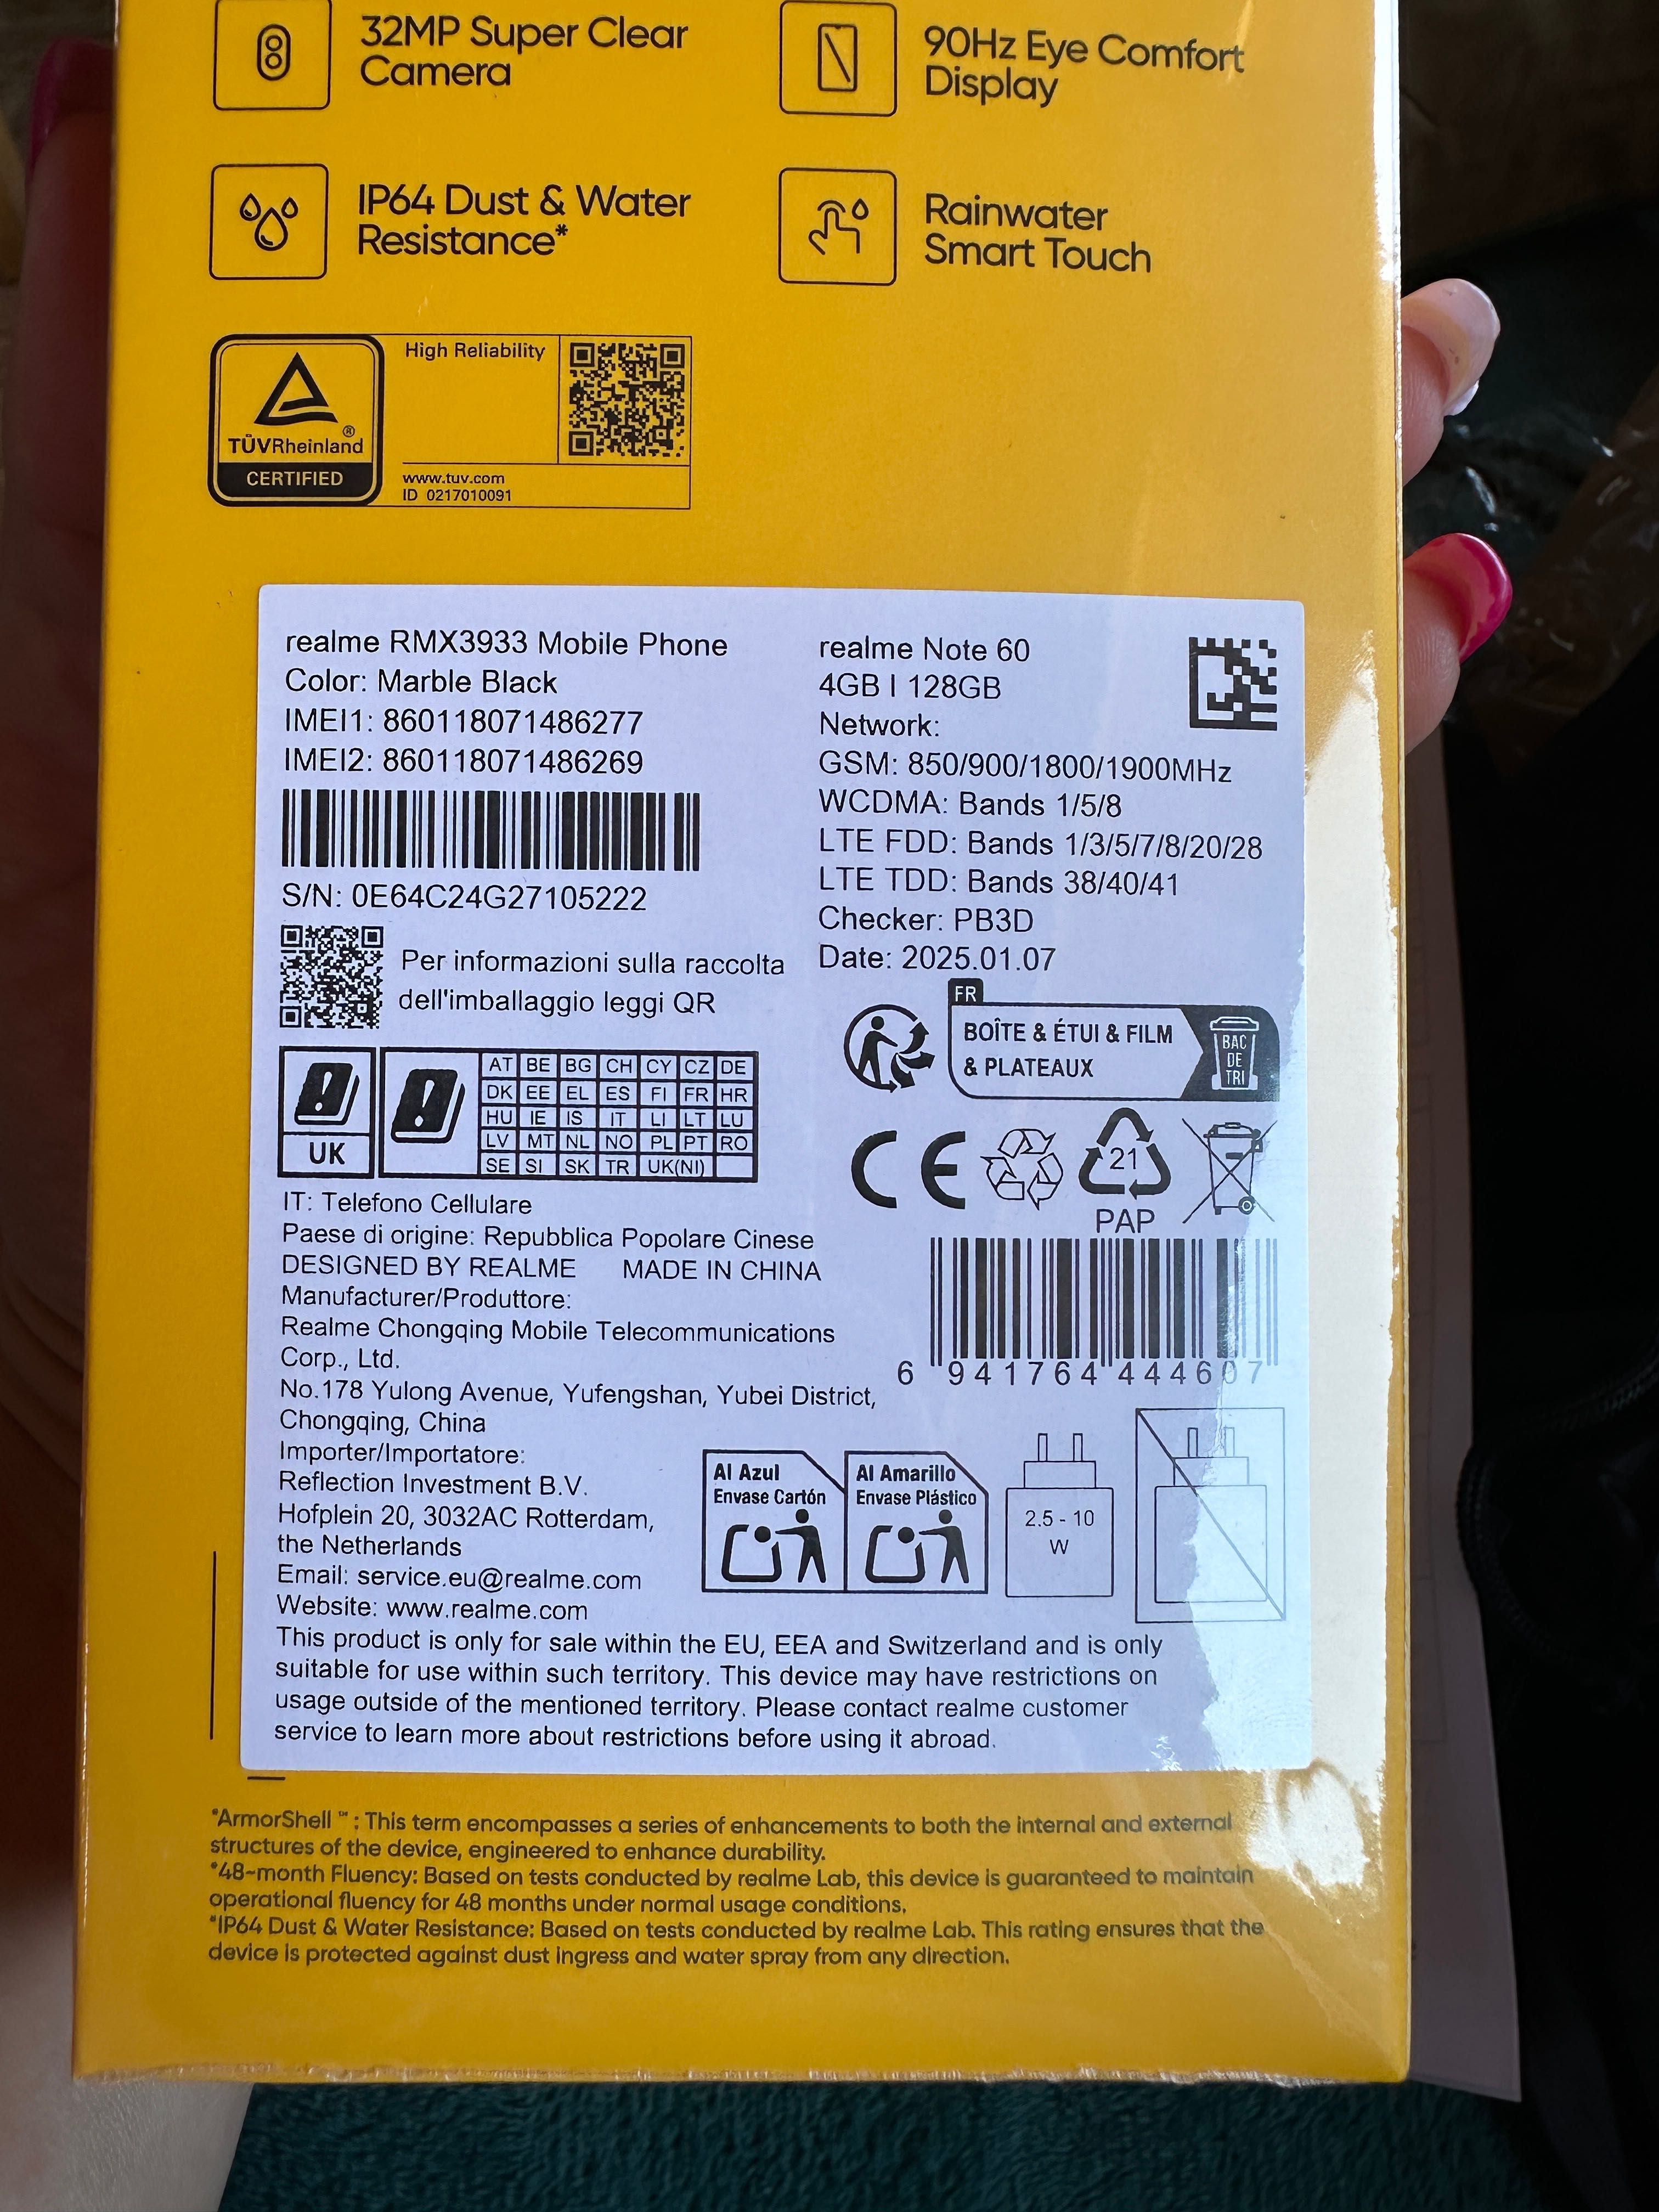 32MP Super Clear
Camera
90Hz Eye Comfort
Display
IP64 Dust & Water
Resistance*
Rainwater
Smart Touch
TÜVRheinland®
CERTIFIED
High Reliability
www.tuv.com
ID 0217010091
realme RMX3933 Mobile Phone
Color: Marble Black
IMEI1: 860118071486277
IMEI2: 860118071486269
S/N: 0E64C24G27105222
Per informazioni sulla raccolta
dell'imballaggio leggi QR
realme Note 60
4GB | 128GB
Network:
GSM: 850/900/1800/1900MHz
WCDMA: Bands 1/5/8
LTE FDD: Bands 1/3/5/7/8/20/28
LTE TDD: Bands 38/40/41
Checker: PB3D
Date: 2025.01.07
FR
BOÎTE & ÉTUI & FILM
& PLATEAUX
BAC
DE
TRI
UK
AT BE BG CH CY CZ DE
DK EE EL ES FI FR HR
HU IE IS IT LI LT LU
LV MT NL NO PL PT RO
SE SI SK TR UK(NI)
CE
21
PAP
IT: Telefono Cellulare
Paese di origine: Repubblica Popolare Cinese
DESIGNED BY REALME MADE IN CHINA
Manufacturer/Produttore:
Realme Chongqing Mobile Telecommunications
Corp., Ltd.
No.178 Yulong Avenue, Yufengshan, Yubei District,
Chongqing, China
Importer/Importatore:
Reflection Investment B.V.
Hofplein 20, 3032AC Rotterdam,
the Netherlands
Email: service.eu@realme.com
Website: www.realme.com
6 941764 444607
Al Azul
Envase Cartón
Al Amarillo
Envase Plástico
2.5 - 10
W
This product is only for sale within the EU, EEA and Switzerland and is only
suitable for use within such territory. This device may have restrictions on
usage outside of the mentioned territory. Please contact realme customer
service to learn more about restrictions before using it abroad.
*ArmorShell™: This term encompasses a series of enhancements to both the internal and external
structures of the device, engineered to enhance durability.
*48-month Fluency: Based on tests conducted by realme Lab, this device is guaranteed to maintain
operational fluency for 48 months under normal usage conditions.
*IP64 Dust & Water Resistance: Based on tests conducted by realme Lab. This rating ensures that the
device is protected against dust ingress and water spray from any direction.